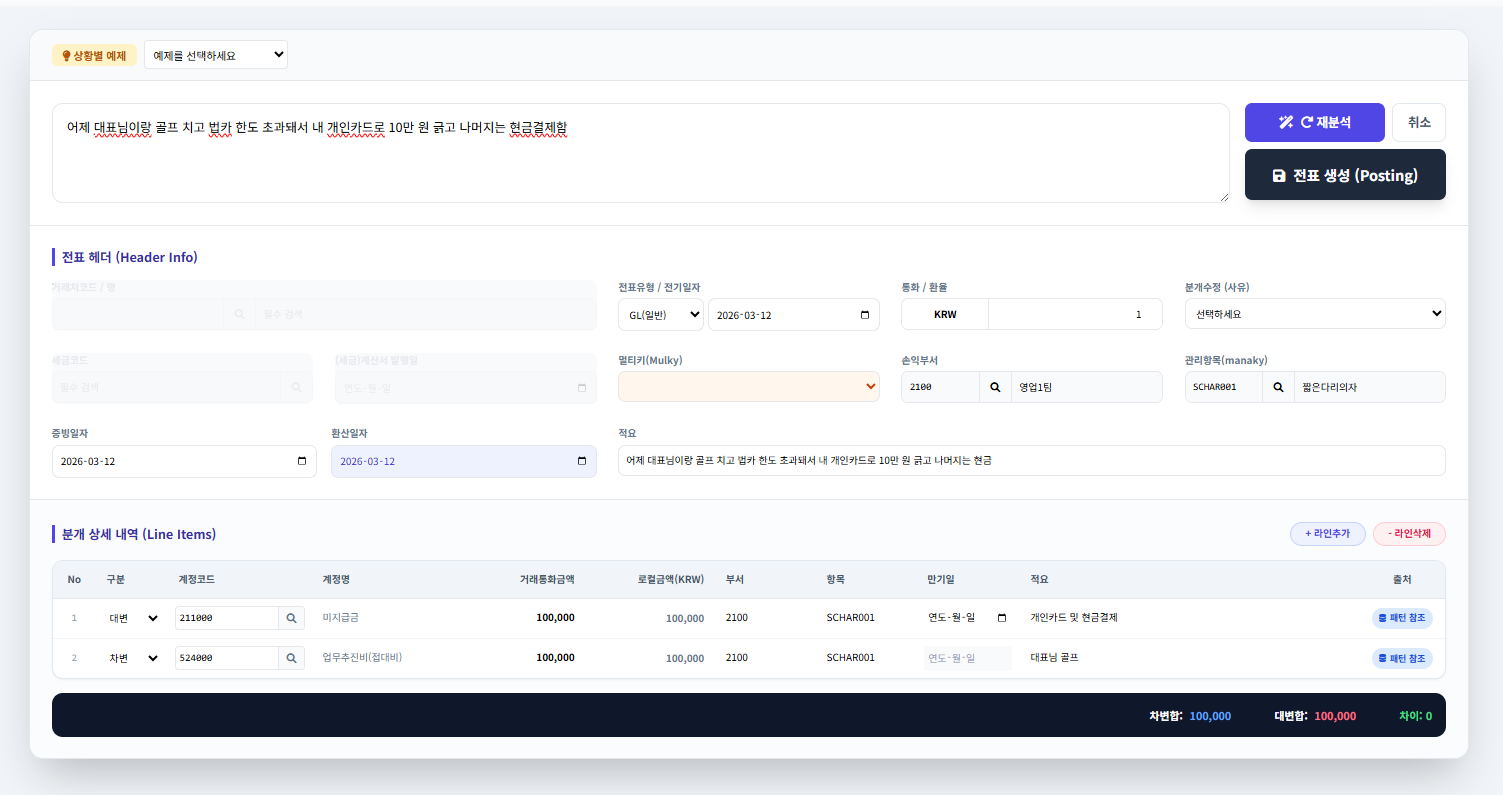 상황별 예제 예제를 선택하세요
어제 대표님이랑 골프 치고 법카 한도 초과돼서 내 개인카드로 10만 원 긁고 나머지는 현금결제함
재분석 취소
전표 생성 (Posting)
전표 헤더 (Header Info)
거래처코드 / 명 전표유형 / 전기일자 통화 / 환율 분개수정 (사유)
필수 검색 GL(일반) 2026-03-12 KRW 1 선택하세요
세금코드 (세금)계산서 발행일 멀티키(Mulky) 손익부서 관리항목(manaky)
필수 검색 연도-월-일 2100 영업1팀 SCHAR001 짧은다리의자
증빙일자 환산일자 적요
2026-03-12 2026-03-12 어제 대표님이랑 골프 치고 법카 한도 초과돼서 내 개인카드로 10만 원 긁고 나머지는 현금
분개 상세 내역 (Line Items) + 라인추가 - 라인삭제
No 구분 계정코드 계정명 거래통화금액 로컬금액(KRW) 부서 항목 만기일 적요 출처
1 대변 211000 미지급금 100,000 100,000 2100 SCHAR001 연도-월-일 개인카드 및 현금결제 패턴 참조
2 차변 524000 업무추진비(접대비) 100,000 100,000 2100 SCHAR001 연도-월-일 대표님 골프 패턴 참조
차변합: 100,000 대변합: 100,000 차이: 0